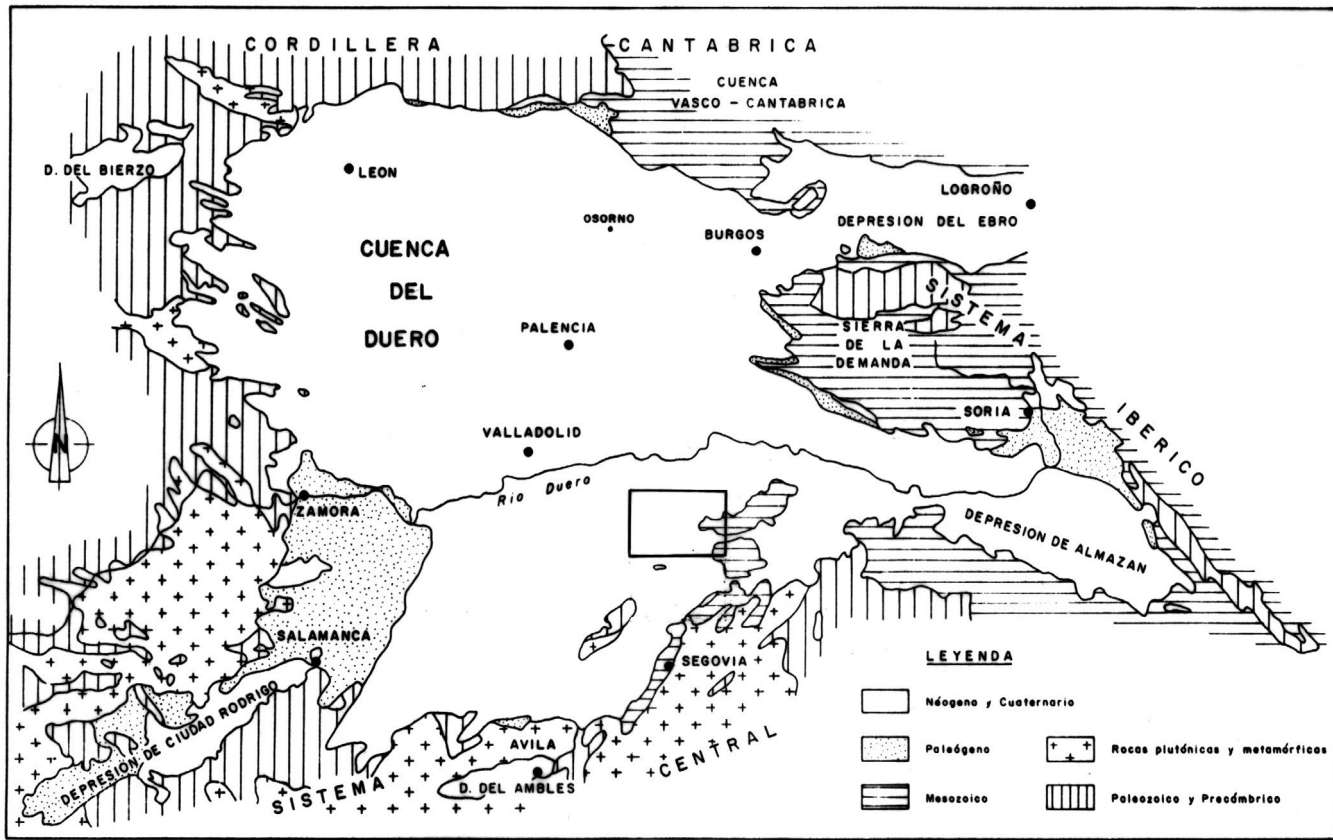 CORDILLERA CANTABRICA
CUENCA
VASCO - CANTABRICA
D. DEL BIERZO
LEON
LOGROÑO
OSORNO
DEPRESION DEL EBRO
BURGOS
CUENCA
DEL
DUERO
SISTEMA
IBERICO
PALENCIA
SIERRA
DE LA
DEMANDA
SORIA
N
VALLADOLID
Rio Duero
ZAMORA
DEPRESION DE ALMAZAN
SALAMANCA
SEGOVIA
DEPRESION DE CIUDAD RODRIGO
AVILA
D. DEL AMBLES
SISTEMA
CENTRAL
LEYENDA
Néogeno y Cuaternario
Paleógeno
Rocas plutónicas y metamórficas
Mesozoico
Paleozoico y Precámbrico